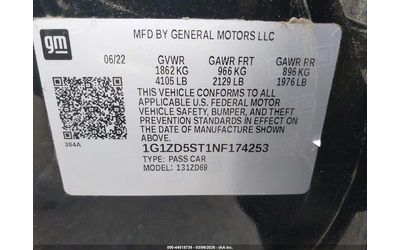 MFD BY GENERAL MOTORS LLC
gm
06/22 GVWR GAWR FRT GAWR RR
1862 KG 966 KG 896 KG
4105 LB 2129 LB 1976 LB
THIS VEHICLE CONFORMS TO ALL
APPLICABLE U.S. FEDERAL MOTOR
VEHICLE SAFETY, BUMPER, AND THEFT
PREVENTION STANDARDS IN EFFECT ON
THE DATE OF MANUFACTURE SHOWN ABOVE.
384A
1G1ZD5ST1NF174253
TYPE: PASS CAR
MODEL: 131ZD69